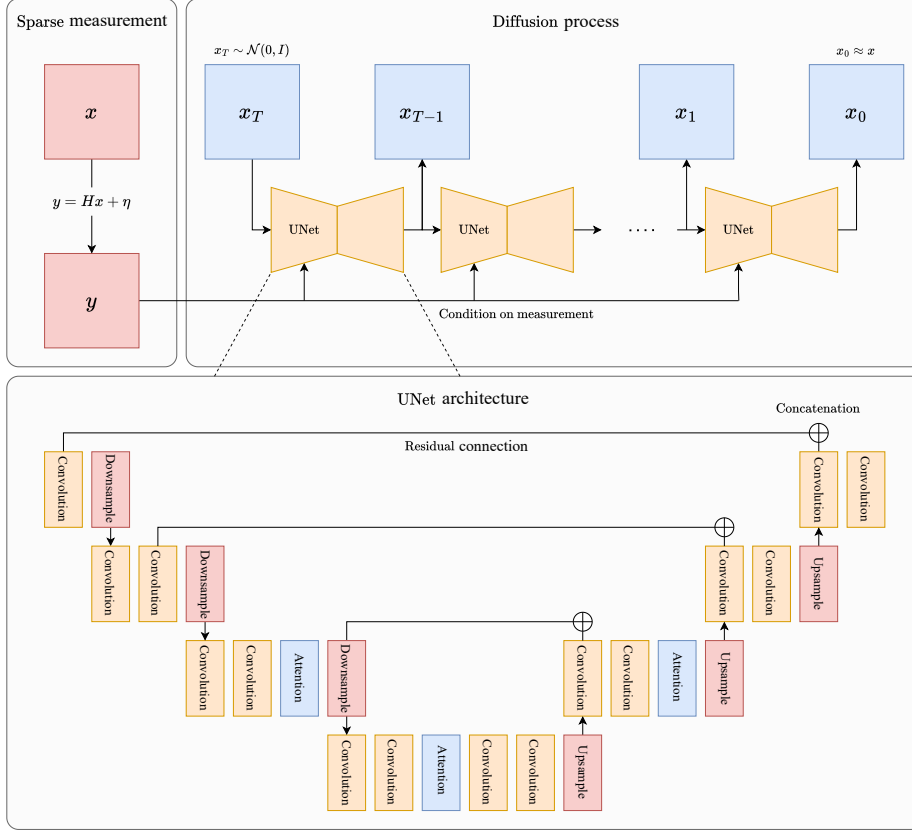 Sparse measurement
x
y = Hx + η
y
Diffusion process
x_T ∼ 𝒩(0, I)
x_0 ≈ x
x_T
x_{T−1}
x_1
x_0
UNet
UNet
....
UNet
Condition on measurement
UNet architecture
Concatenation
Residual connection
Convolution
Downsample
Convolution
Convolution
Convolution
Convolution
Downsample
Convolution
Convolution
Upsample
Convolution
Convolution
Attention
Downsample
Convolution
Convolution
Attention
Upsample
Convolution
Convolution
Attention
Convolution
Convolution
Upsample